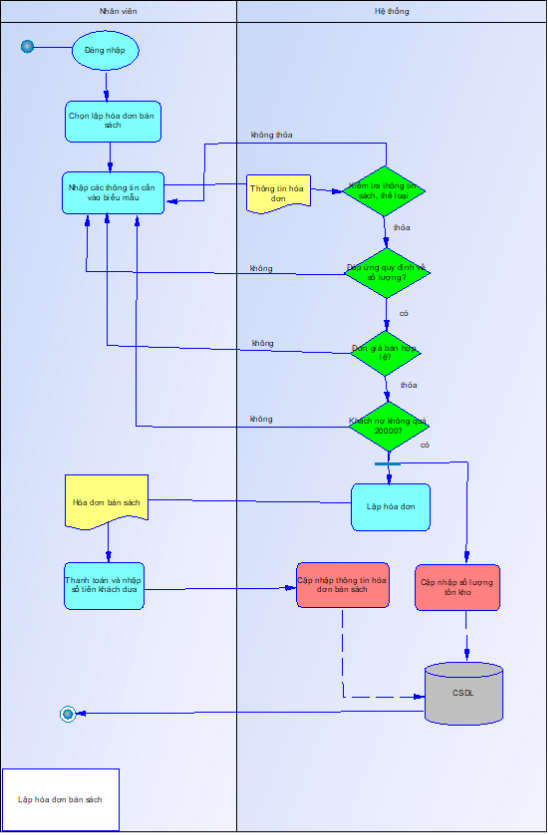 Nhân viên
Hệ thống
Đăng nhập
Chọn lập hóa đơn bán
sách
không thỏa
Nhập các thông tin cần
vào biểu mẫu
Thông tin hóa
đơn
Kiểm tra thông tin
sách, thể loại
thỏa
không
Đáp ứng quy định về
số lượng?
có
không
Đơn giá bán hợp
lệ?
thỏa
không
Khách nợ không quá
20000?
có
Hóa đơn bán sách
Lập hóa đơn
Thanh toán và nhập
số tiền khách đưa
Cập nhập thông tin hóa
đơn bán sách
Cập nhập số lượng
tồn kho
CSDL
Lập hóa đơn bán sách